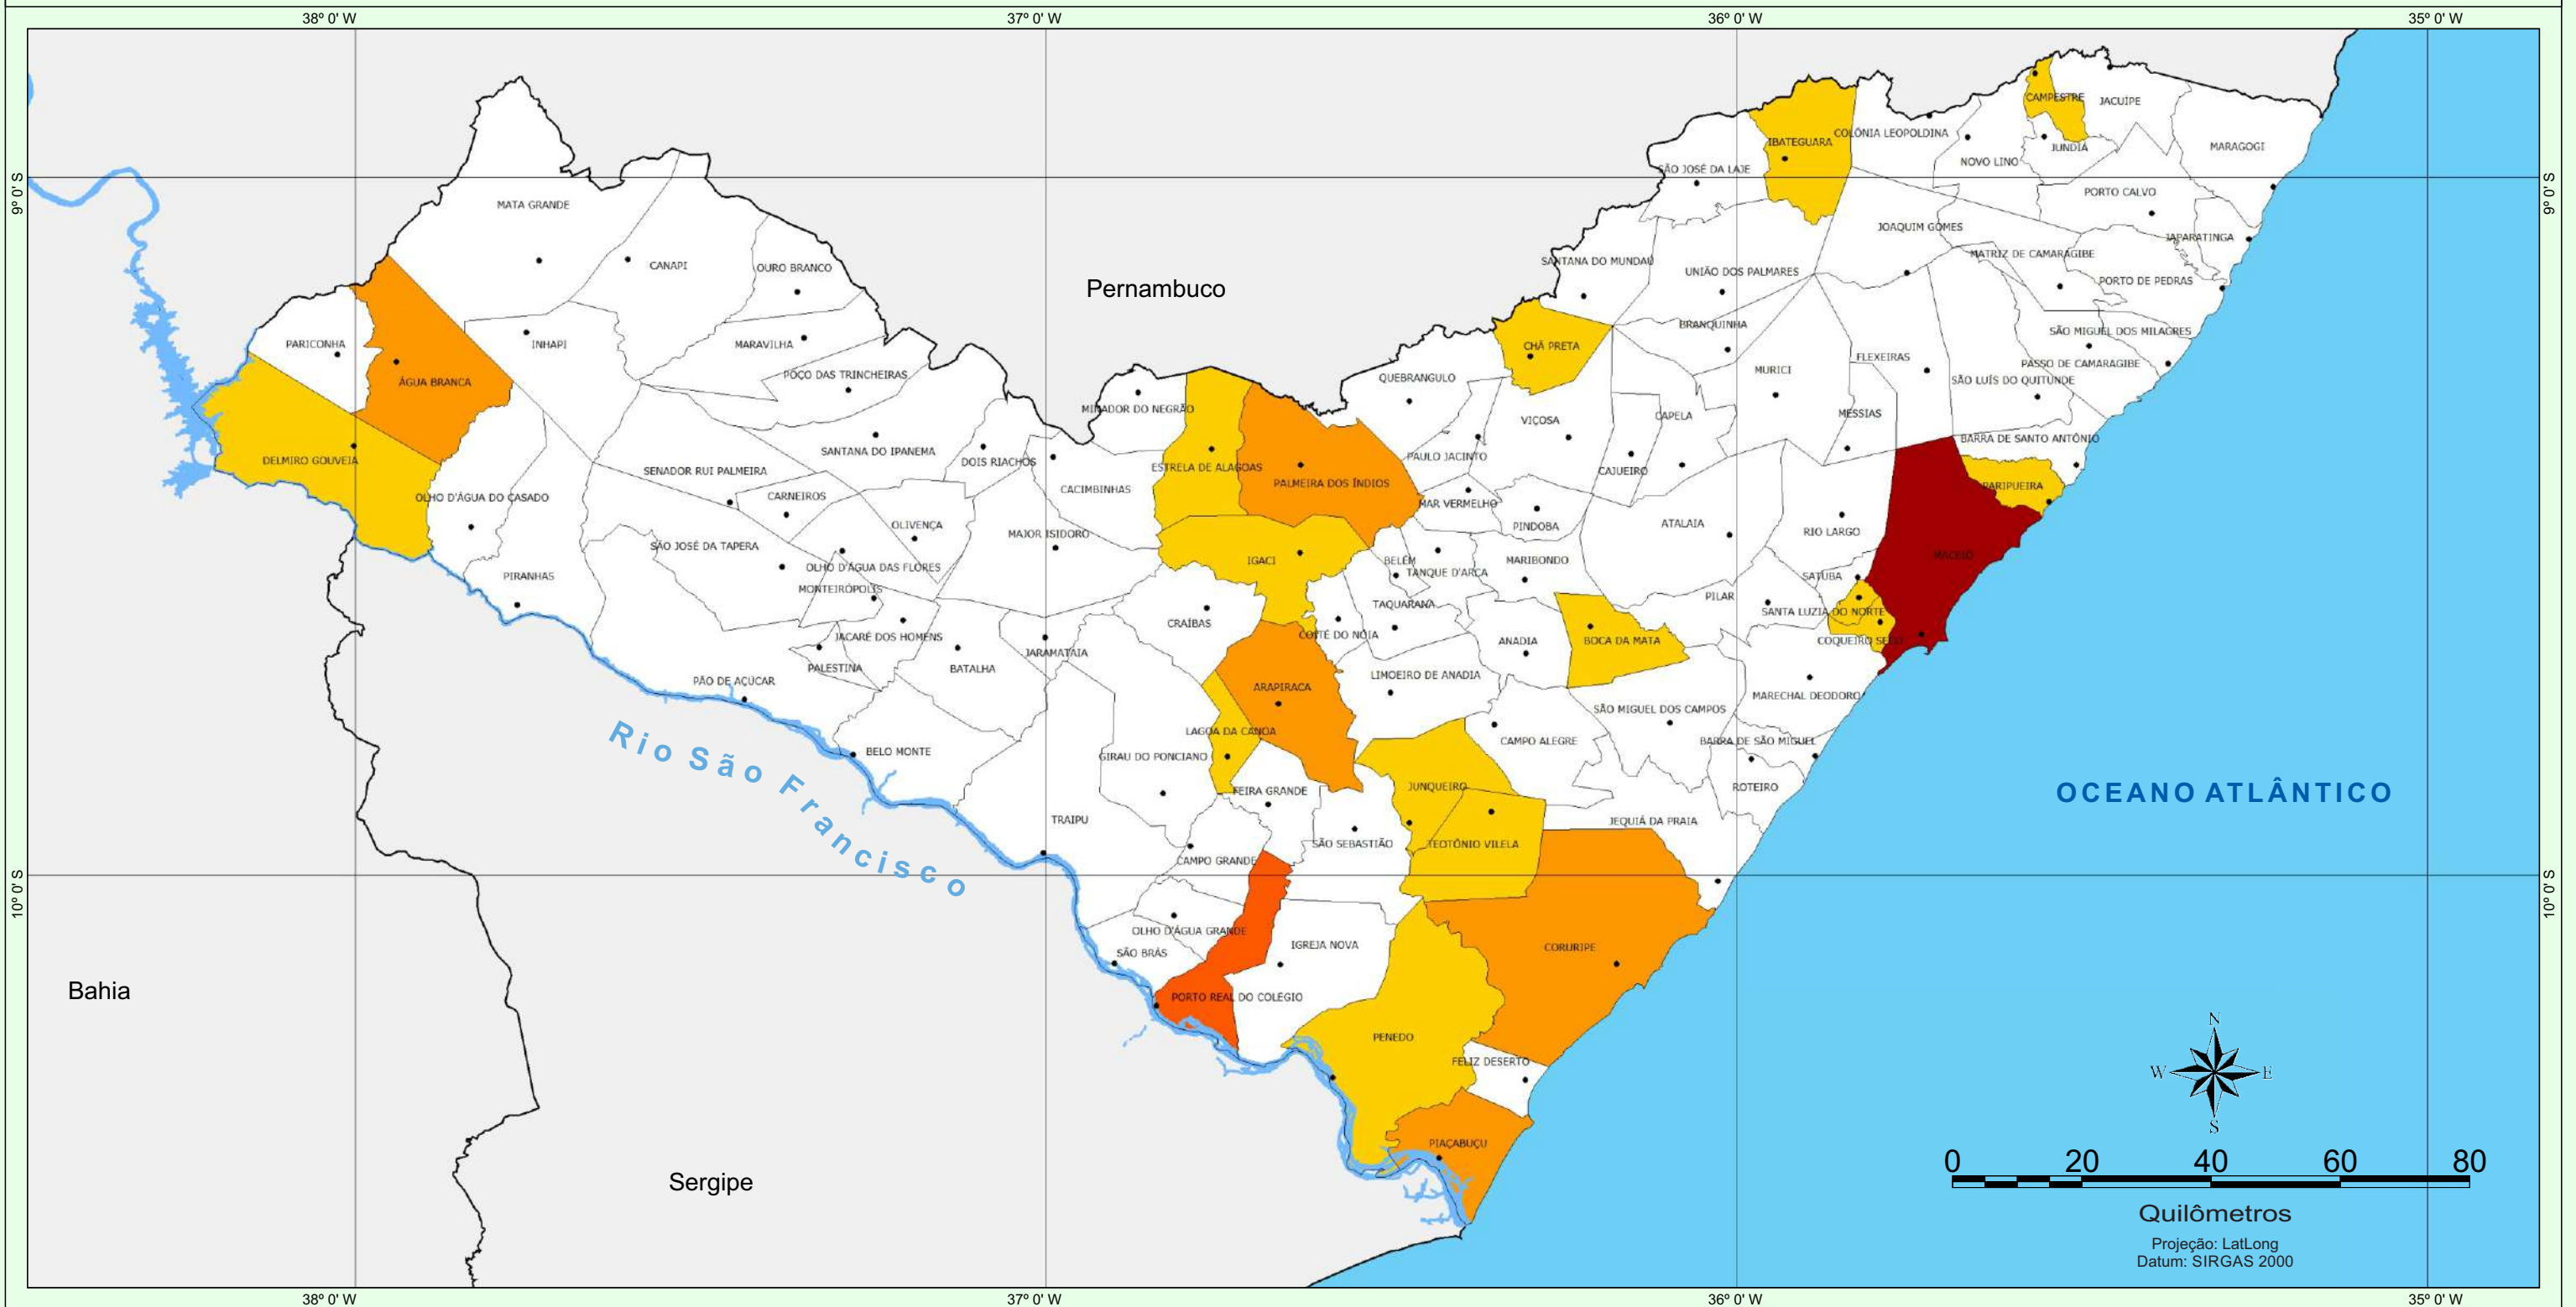 38º 0' W
37º 0' W
36º 0' W
35º 0' W
9º 0' S
9º 0' S
CAMPESTRE
JACUÍPE
COLÔNIA LEOPOLDINA
IBATEGUARA
JUNDIÁ
MARAGOGI
NOVO LINO
SÃO JOSÉ DA LAJE
PORTO CALVO
MATA GRANDE
JOAQUIM GOMES
JAPARATINGA
MATRIZ DE CAMARAGIBE
SANTANA DO MUNDAÚ
CANAPI
OURO BRANCO
UNIÃO DOS PALMARES
PORTO DE PEDRAS
Pernambuco
BRANQUINHA
SÃO MIGUEL DOS MILAGRES
PARICONHA
INHAPI
MARAVILHA
CHÃ PRETA
FLEXEIRAS
PASSO DE CAMARAGIBE
MURICI
POÇO DAS TRINCHEIRAS
QUEBRANGULO
SÃO LUÍS DO QUITUNDE
ÁGUA BRANCA
MINADOR DO NEGRÃO
CAPELA
MESSIAS
VIÇOSA
BARRA DE SANTO ANTÔNIO
SANTANA DO IPANEMA
PAULO JACINTO
DELMIRO GOUVEIA
DOIS RIACHOS
ESTRELA DE ALAGOAS
SENADOR RUI PALMEIRA
CAJUEIRO
PALMEIRA DOS ÍNDIOS
PARIPUEIRA
CACIMBINHAS
OLHO D'ÁGUA DO CASADO
CARNEIROS
MAR VERMELHO
OLIVENÇA
PINDOBA
ATALAIA
RIO LARGO
MAJOR ISIDORO
SÃO JOSÉ DA TAPERA
MACEIÓ
IGACI
BELÉM
MARIBONDO
OLHO D'ÁGUA DAS FLORES
TANQUE D'ARCA
PIRANHAS
SATUBA
MONTEIRÓPOLIS
PILAR
TAQUARANA
SANTA LUZIA DO NORTE
CRAÍBAS
COITÉ DO NÓIA
JACARÉ DOS HOMENS
ANADIA
BOCA DA MATA
COQUEIRO SECO
JARAMATAIA
PALESTINA
BATALHA
LIMOEIRO DE ANADIA
PÃO DE AÇÚCAR
ARAPIRACA
MARECHAL DEODORO
SÃO MIGUEL DOS CAMPOS
LAGOA DA CANOA
CAMPO ALEGRE
BARRA DE SÃO MIGUEL
BELO MONTE
GIRAU DO PONCIANO
Rio São Francisco
JUNQUEIRO
ROTEIRO
FEIRA GRANDE
OCEANO ATLÂNTICO
TRAIPU
JEQUIÁ DA PRAIA
SÃO SEBASTIÃO
TEOTÔNIO VILELA
CAMPO GRANDE
10º 0' S
10º 0' S
OLHO D'ÁGUA GRANDE
IGREJA NOVA
CORURIPE
SÃO BRÁS
Bahia
PORTO REAL DO COLÉGIO
PENEDO
FELIZ DESERTO
PIAÇABUÇU
Sergipe
N
W
E
S
0 20 40 60 80
Quilômetros
Projeção: LatLong
Datum: SIRGAS 2000
38º 0' W
37º 0' W
36º 0' W
35º 0' W